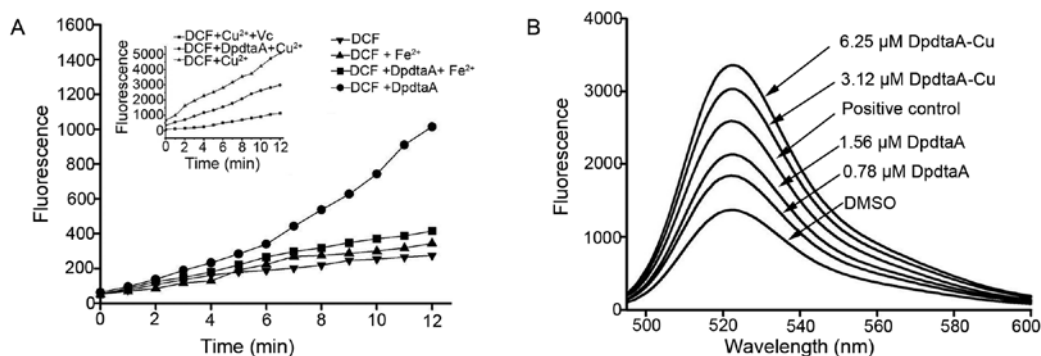 A
Fluorescence
1600
1400
1200
1000
800
600
400
200
0
0 2 4 6 8 10 12
Time (min)
DCF
DCF + Fe²⁺
DCF +DpdtaA+ Fe²⁺
DCF +DpdtaA
DCF+Cu²⁺+Vc
DCF+DpdtaA+Cu²⁺
DCF+Cu²⁺
Fluorescence
5000
4000
3000
2000
1000
0
0 2 4 6 8 10 12
Time (min)
B
Fluorescence
4000
3000
2000
1000
0
500 520 540 560 580 600
Wavelength (nm)
6.25 µM DpdtaA-Cu
3.12 µM DpdtaA-Cu
Positive control
1.56 µM DpdtaA
0.78 µM DpdtaA
DMSO